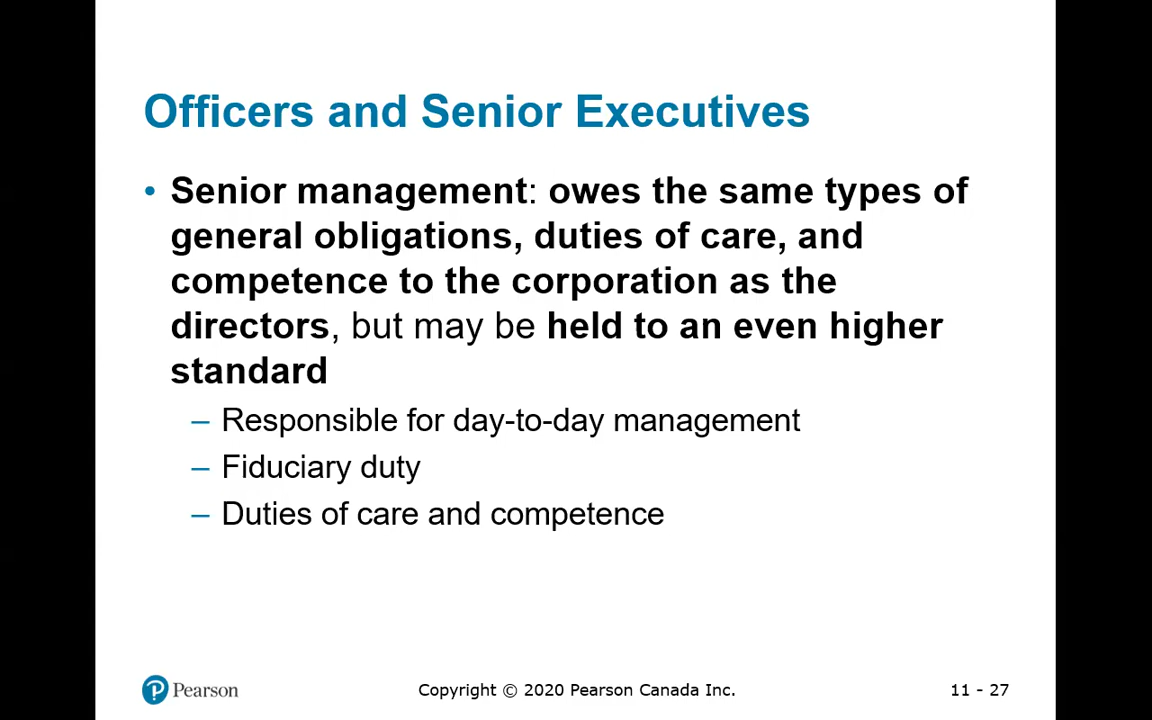 Officers and Senior Executives
• Senior management: owes the same types of
general obligations, duties of care, and
competence to the corporation as the
directors, but may be held to an even higher
standard
– Responsible for day-to-day management
– Fiduciary duty
– Duties of care and competence
Pearson
Copyright © 2020 Pearson Canada Inc.
11 - 27